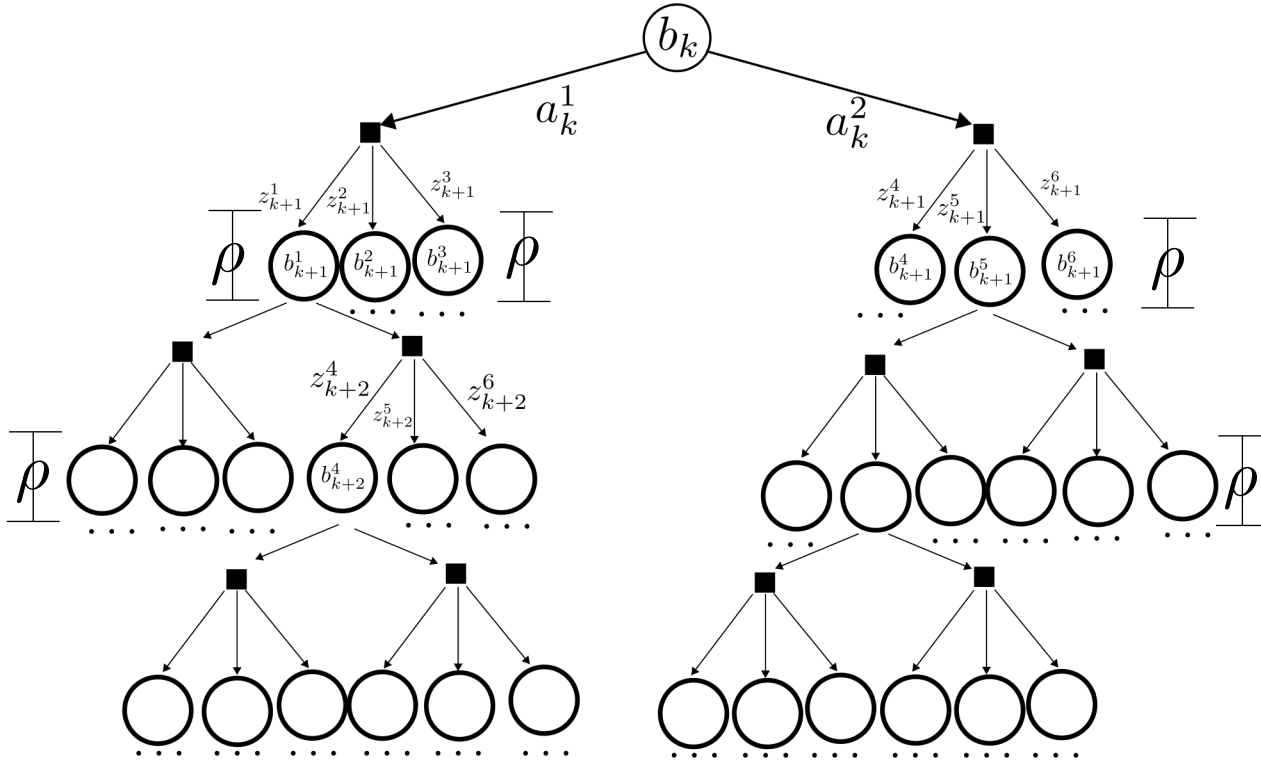 b_k
a_k^1 a_k^2
z_{k+1}^1 z_{k+1}^2 z_{k+1}^3 z_{k+1}^4 z_{k+1}^5 z_{k+1}^6
ρ b_{k+1}^1 b_{k+1}^2 b_{k+1}^3 ρ b_{k+1}^4 b_{k+1}^5 b_{k+1}^6 ρ
. . . . . . . . . . . .
z_{k+2}^4 z_{k+2}^5 z_{k+2}^6
ρ b_{k+2}^4 ρ
. . . . . . . . . . . . . . . . . . . . . . . . . . . . . .
. . . . . . . . . . . . . . . . . . . . . . . . . . . . . . . . . . . .